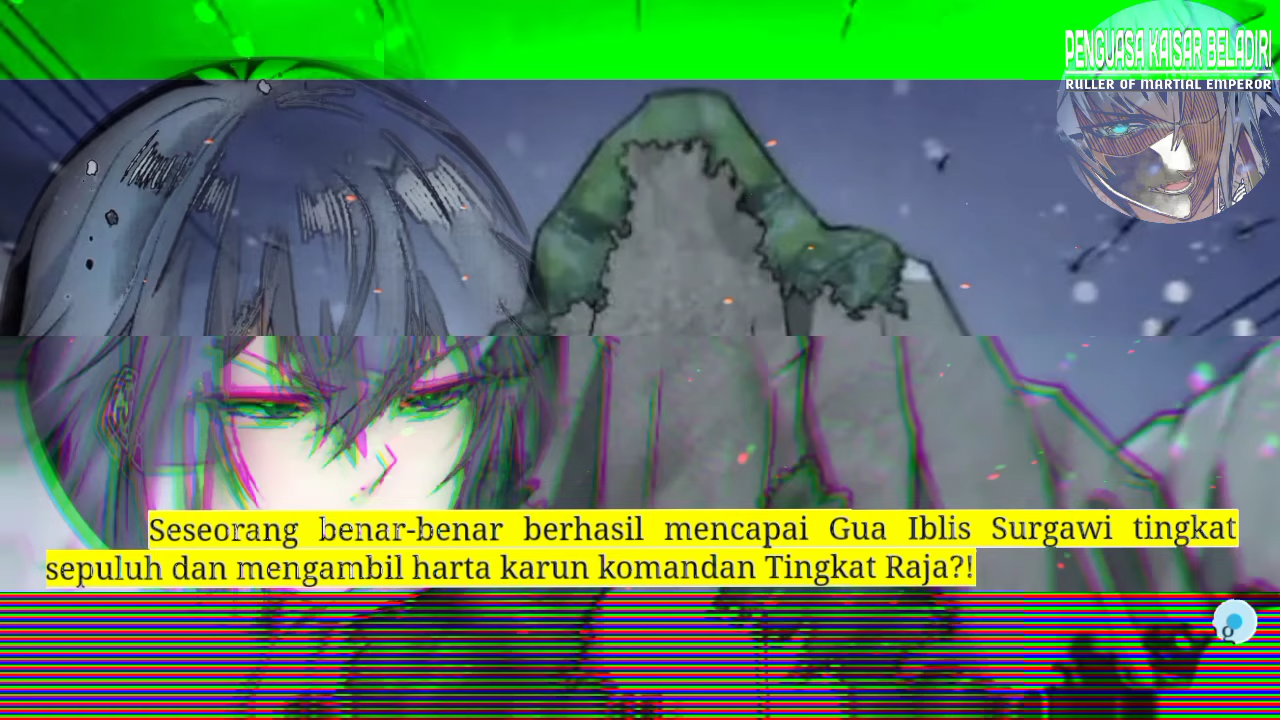 PENGUASA KAISAR BELADIRI
RULLER OF MARTIAL EMPEROR
Seseorang benar-benar berhasil mencapai Gua Iblis Surgawi tingkat
sepuluh dan mengambil harta karun komandan Tingkat Raja?!
g